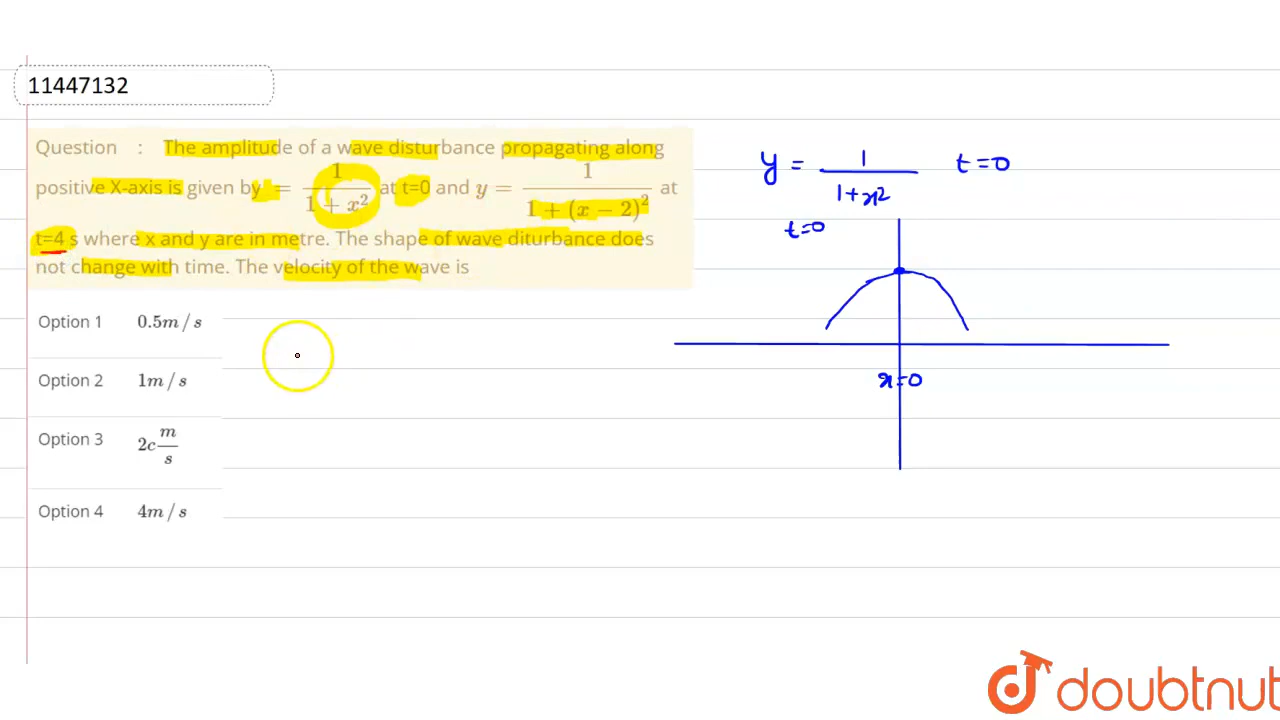 11447132
Question : The amplitude of a wave disturbance propagating along
positive X-axis is given by y = 1/(1 + x²) at t=0 and y = 1/(1 + (x − 2)²) at
t=4 s where x and y are in metre. The shape of wave diturbance does
not change with time. The velocity of the wave is
Option 1 0.5m/s
Option 2 1m/s
Option 3 2c m/s
Option 4 4m/s
y = 1/(1+x²) t=0
t=0
x=0
doubtnut